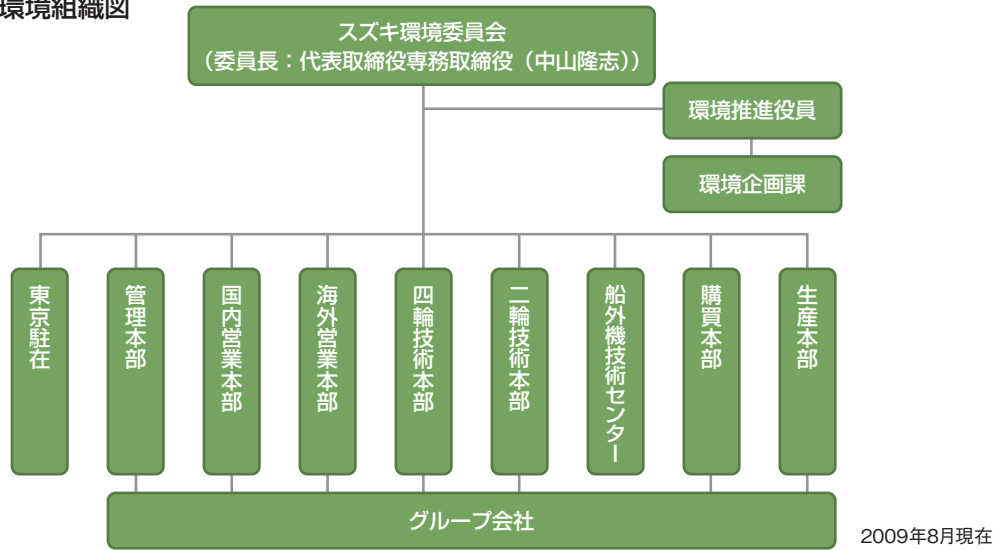 環境組織図
スズキ環境委員会
(委員長:代表取締役専務取締役(中山隆志))
環境推進役員
環境企画課
東京駐在
管理本部
国内営業本部
海外営業本部
四輪技術本部
二輪技術本部
船外機技術センター
購買本部
生産本部
グループ会社
2009年8月現在